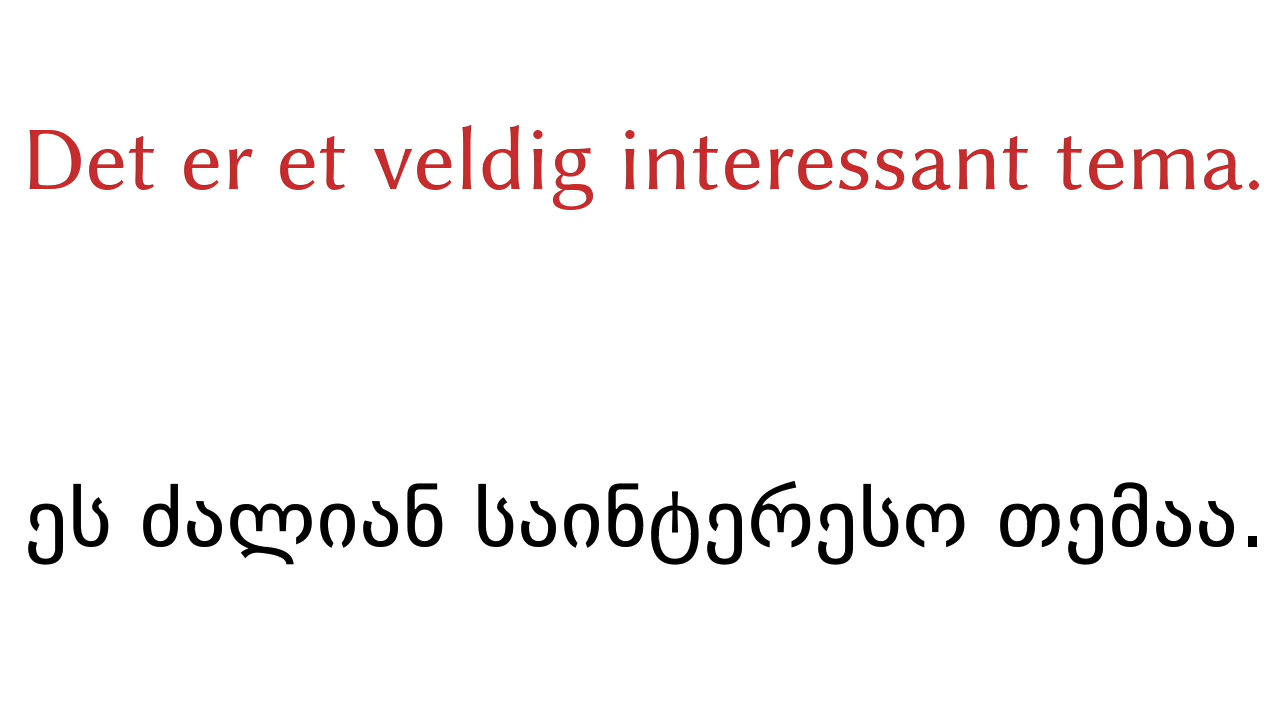 Det er et veldig interessant tema.
ეს ძალიან საინტერესო თემაა.